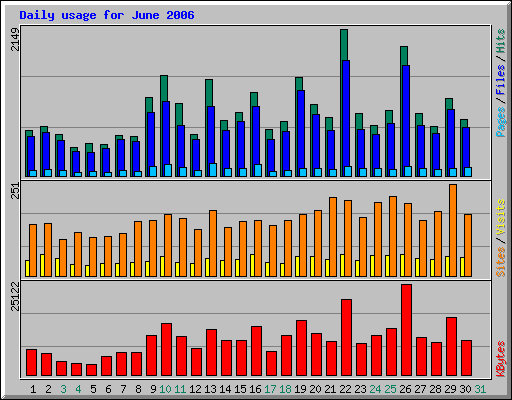 Daily usage for June 2006
2149
Pages / Files / Hits
251
Sites / Visits
25122
KBytes
1 2 3 4 5 6 7 8 9 10 11 12 13 14 15 16 17 18 19 20 21 22 23 24 25 26 27 28 29 30 31